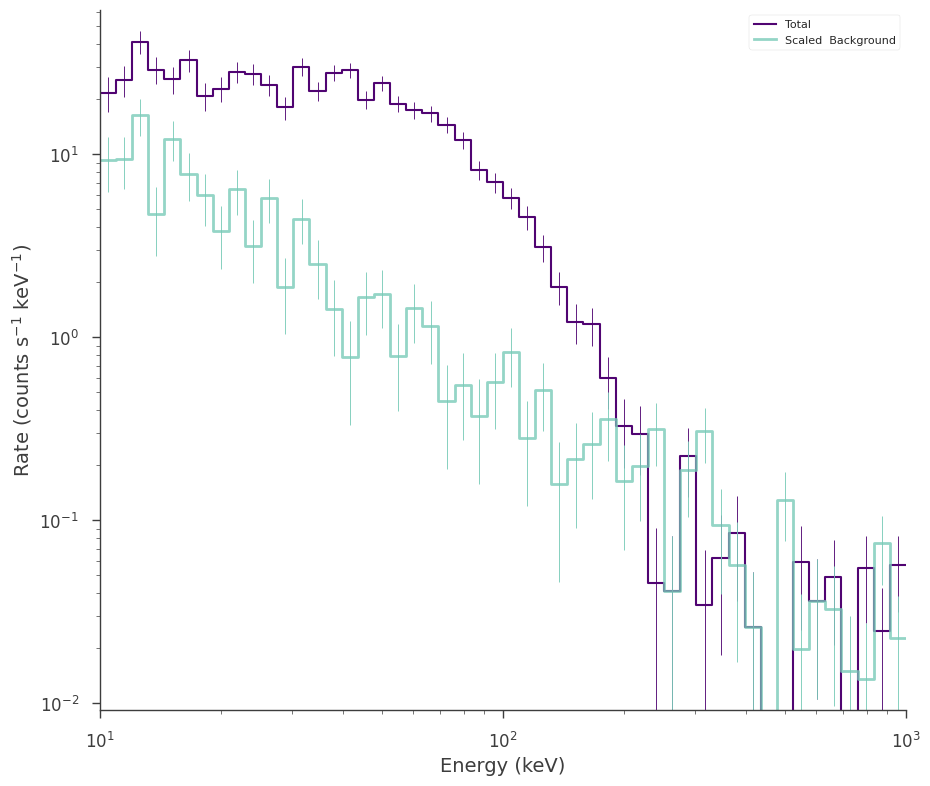 Total
Scaled  Background
10¹
10⁰
10⁻¹
10⁻²
Rate (counts s⁻¹ keV⁻¹)
10¹ 10² 10³
Energy (keV)